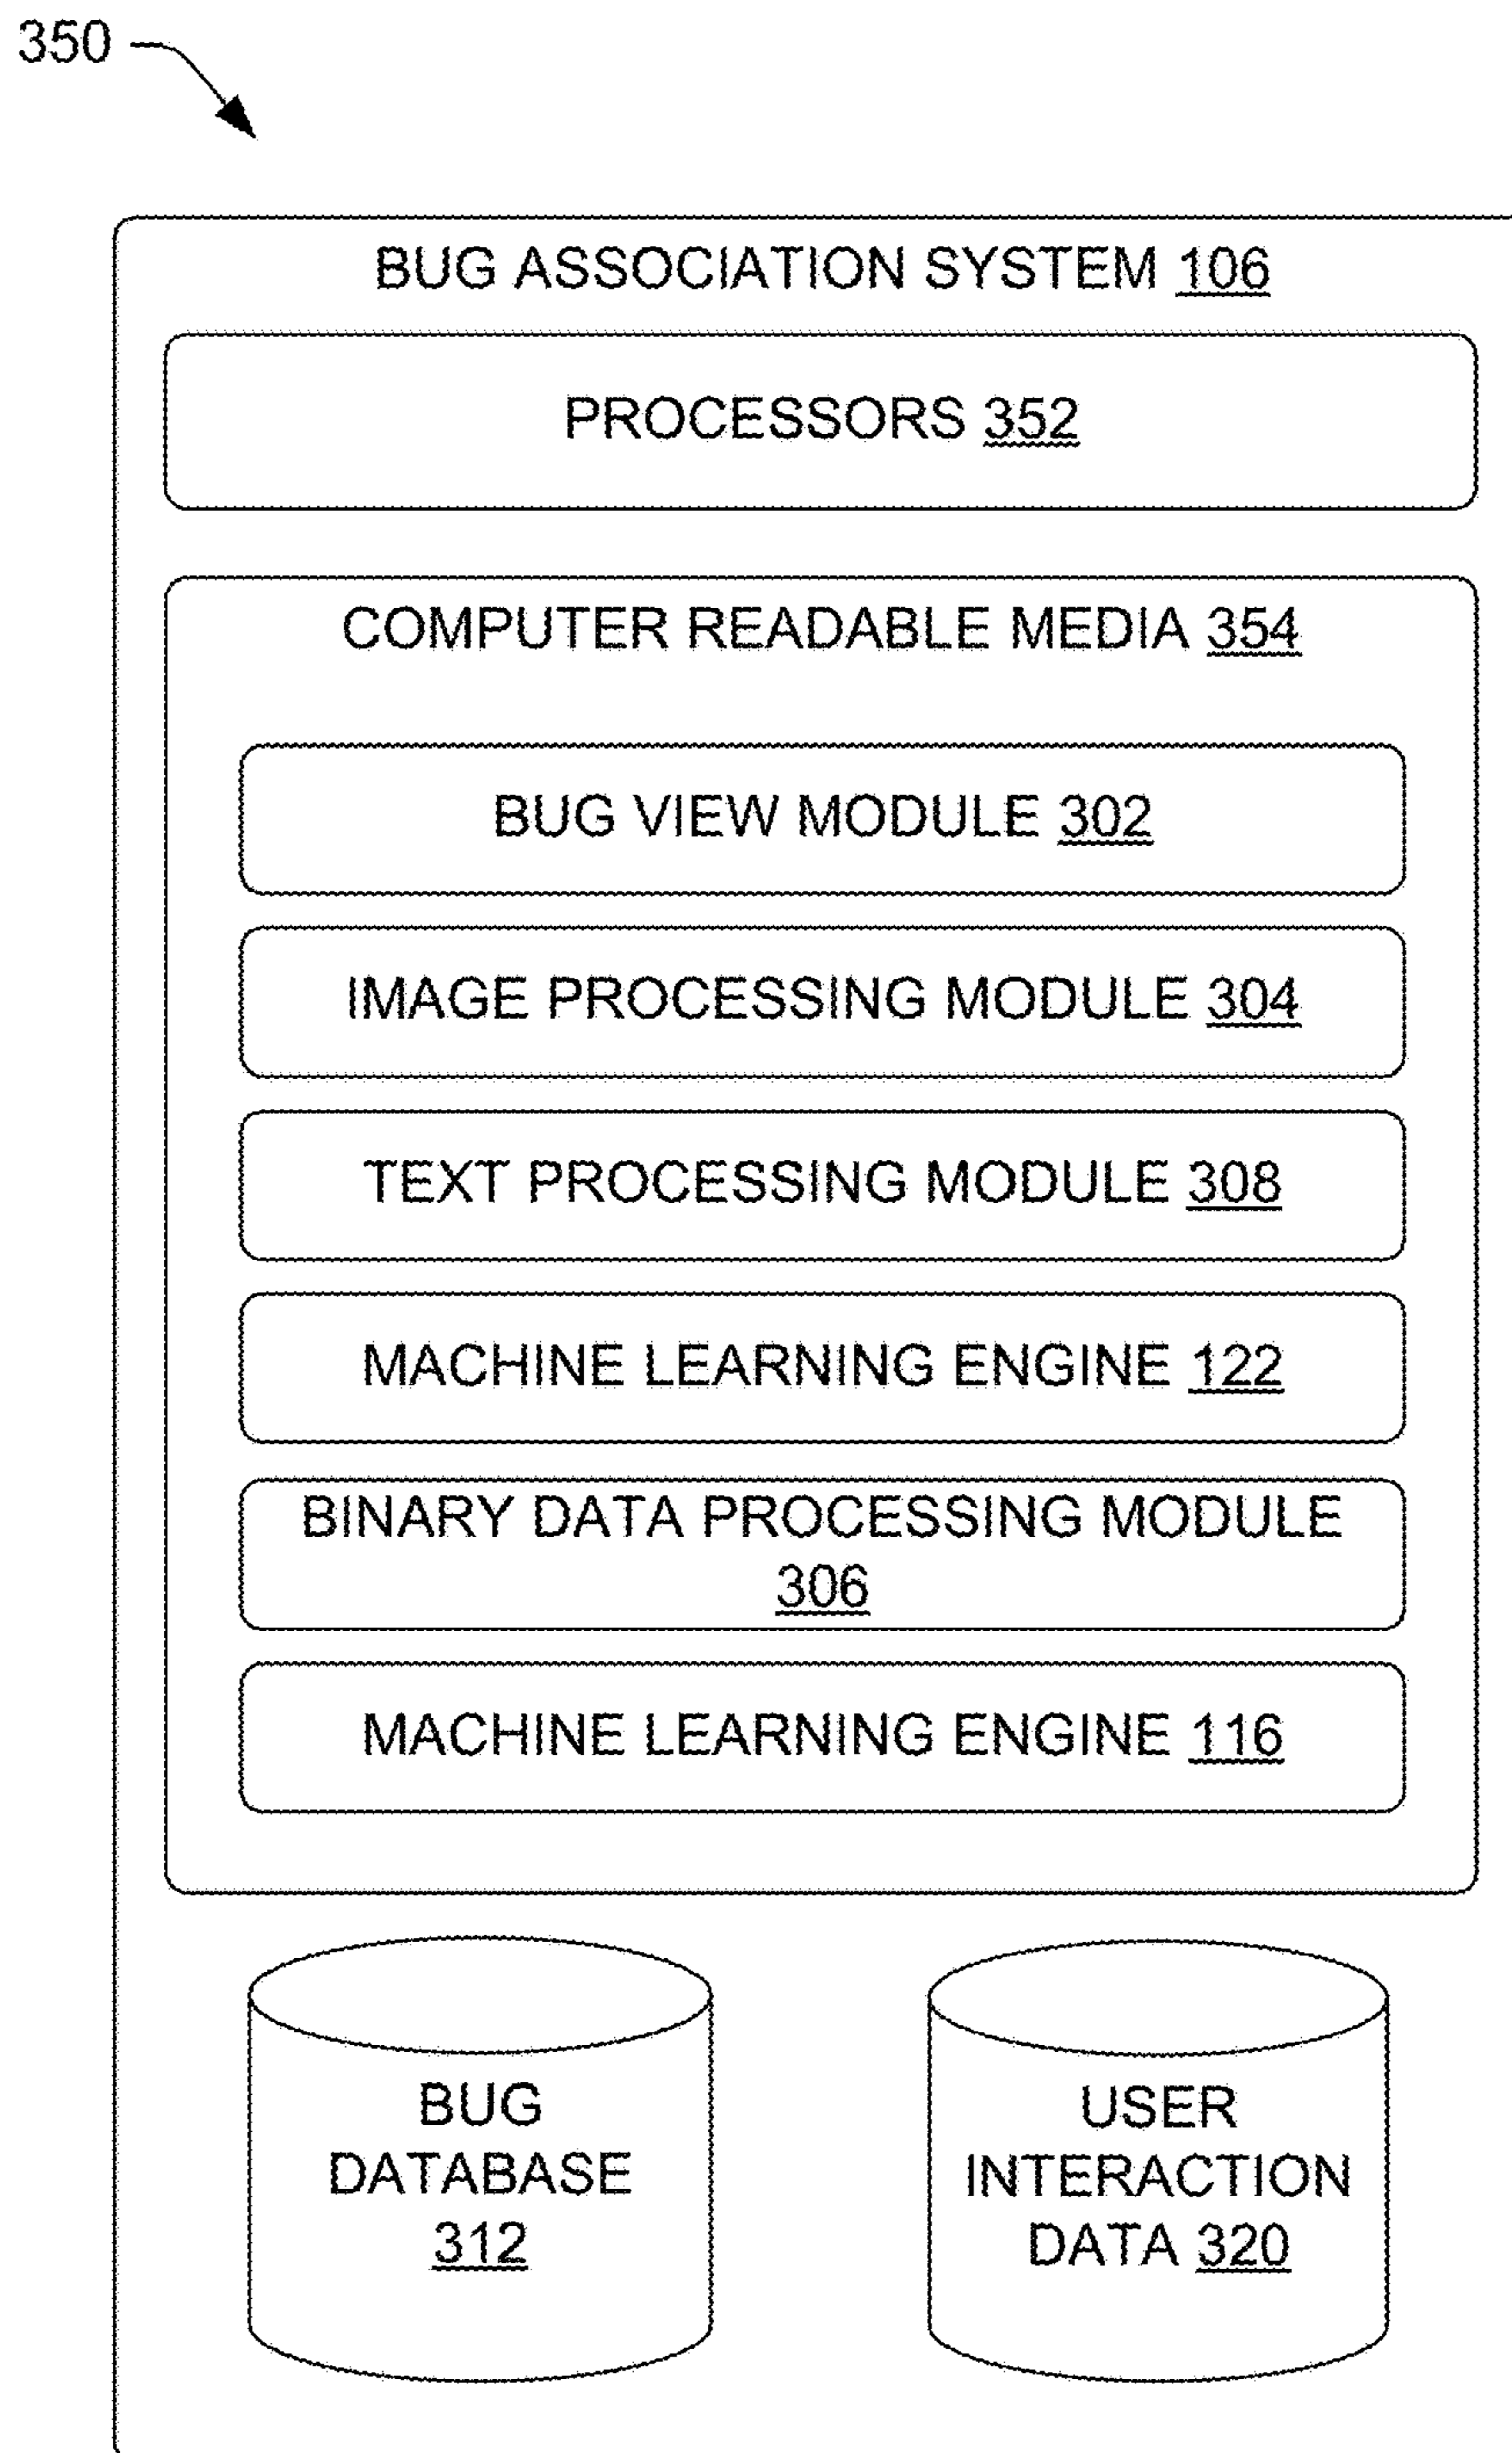 350
BUG ASSOCIATION SYSTEM 106
PROCESSORS 352
COMPUTER READABLE MEDIA 354
BUG VIEW MODULE 302
IMAGE PROCESSING MODULE 304
TEXT PROCESSING MODULE 308
MACHINE LEARNING ENGINE 122
BINARY DATA PROCESSING MODULE
306
MACHINE LEARNING ENGINE 116
BUG
DATABASE
312
USER
INTERACTION
DATA 320